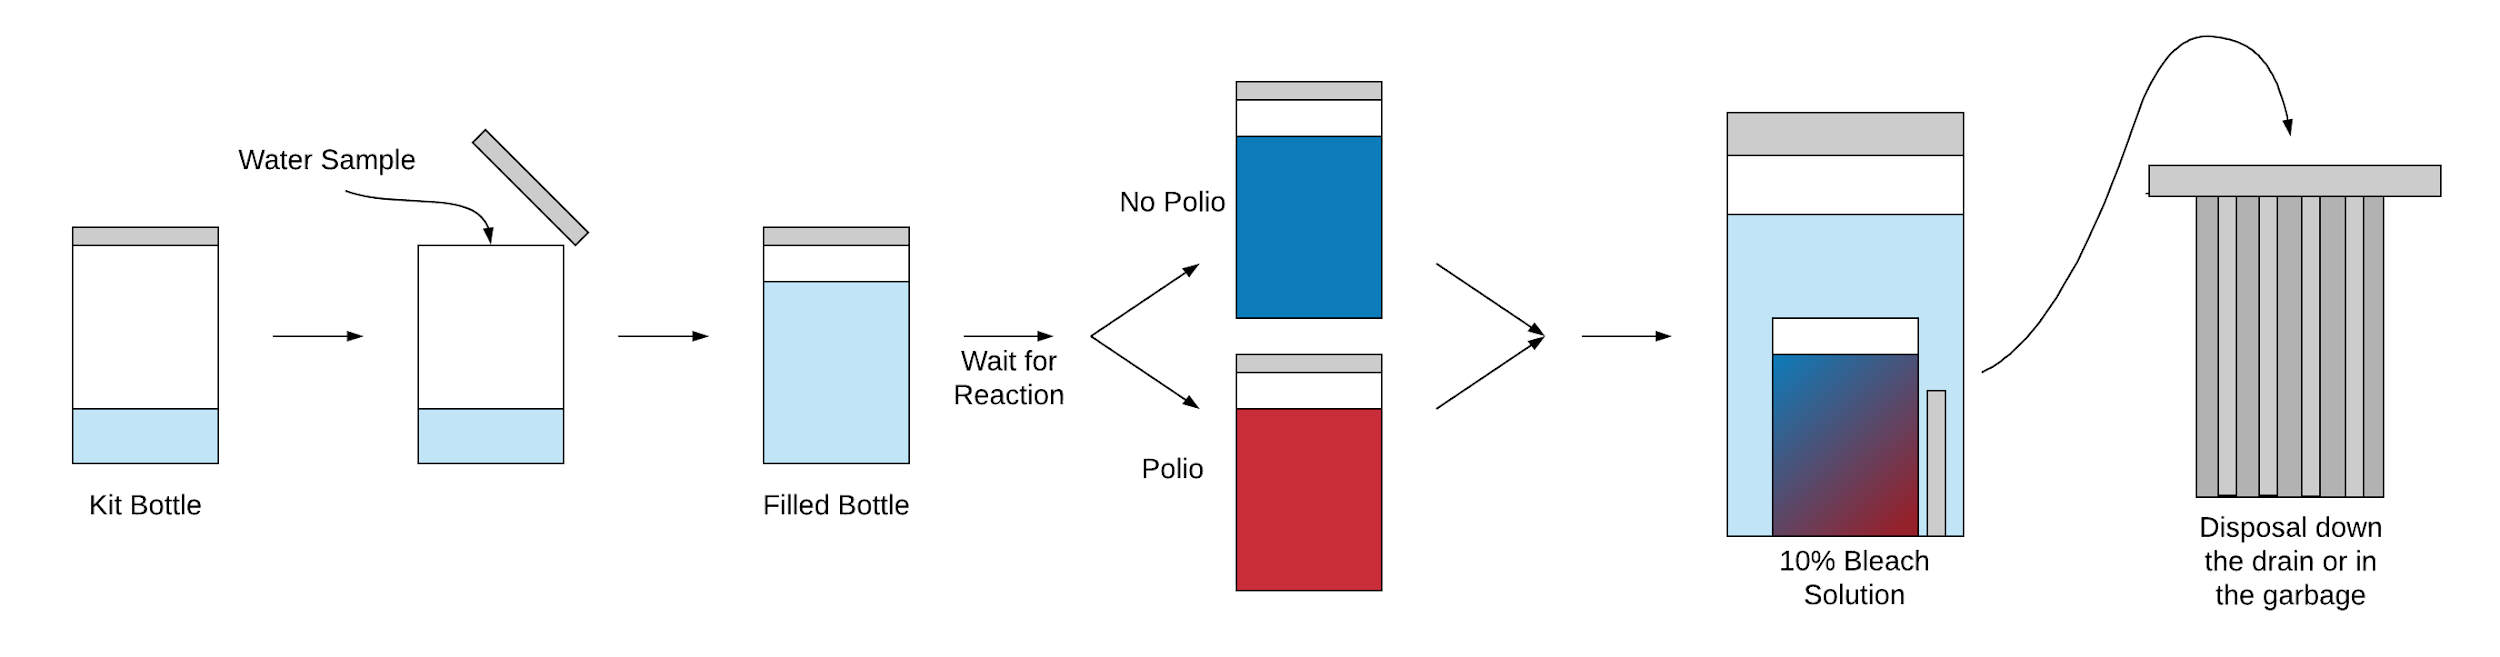 Water Sample
Kit Bottle
Filled Bottle
Wait for
Reaction
No Polio
Polio
10% Bleach
Solution
Disposal down
the drain or in
the garbage